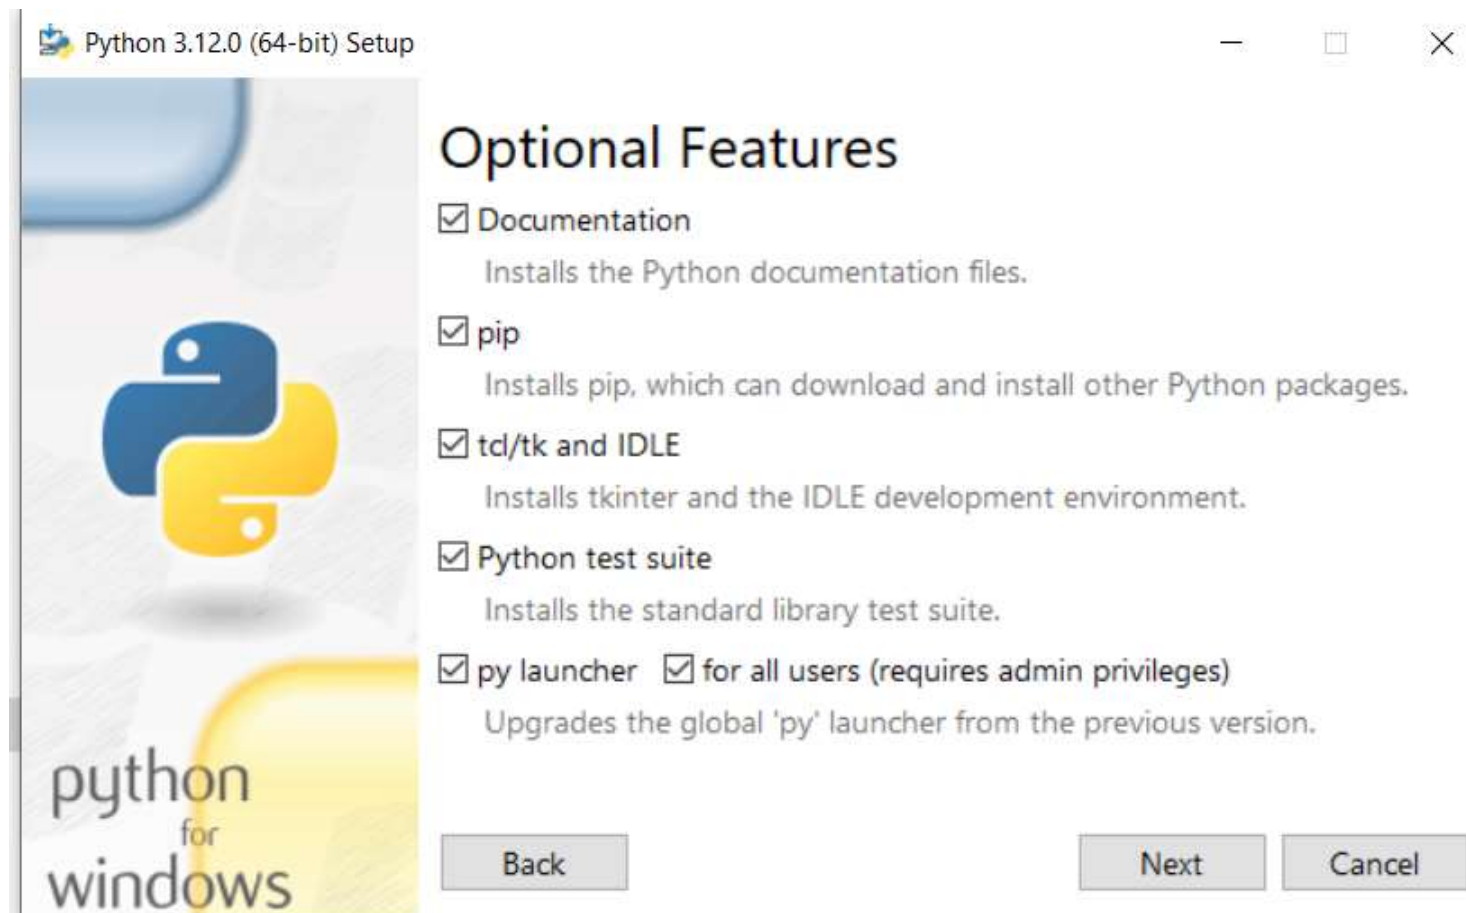 Python 3.12.0 (64-bit) Setup
Optional Features
Documentation
Installs the Python documentation files.
pip
Installs pip, which can download and install other Python packages.
tcl/tk and IDLE
Installs tkinter and the IDLE development environment.
Python test suite
Installs the standard library test suite.
py launcher for all users (requires admin privileges)
Upgrades the global 'py' launcher from the previous version.
python
for
windows
Back Next Cancel